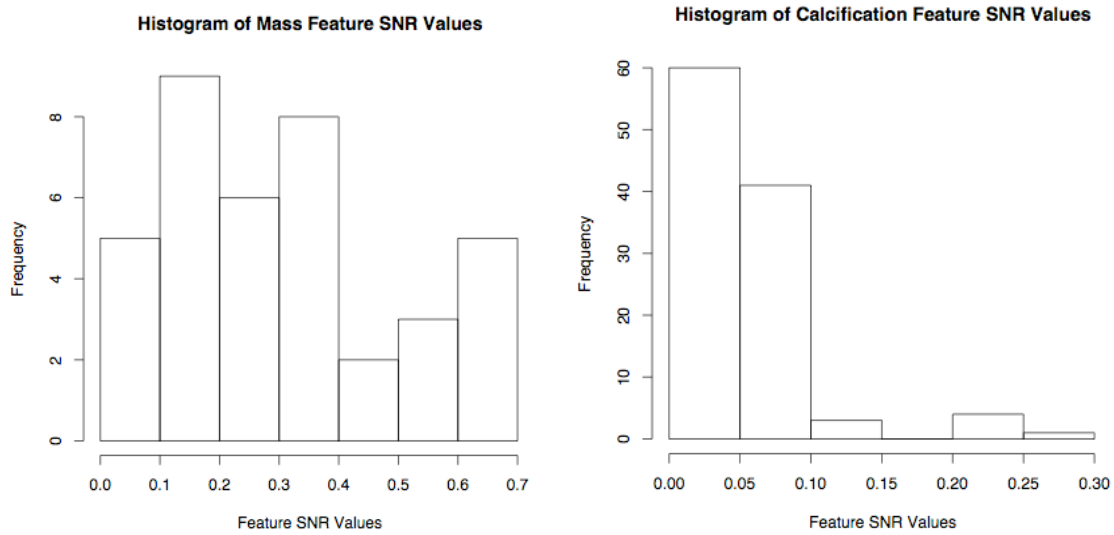 Histogram of Mass Feature SNR Values
Frequency
8
6
4
2
0
0.0 0.1 0.2 0.3 0.4 0.5 0.6 0.7
Feature SNR Values
Histogram of Calcification Feature SNR Values
Frequency
60
50
40
30
20
10
0
0.00 0.05 0.10 0.15 0.20 0.25 0.30
Feature SNR Values